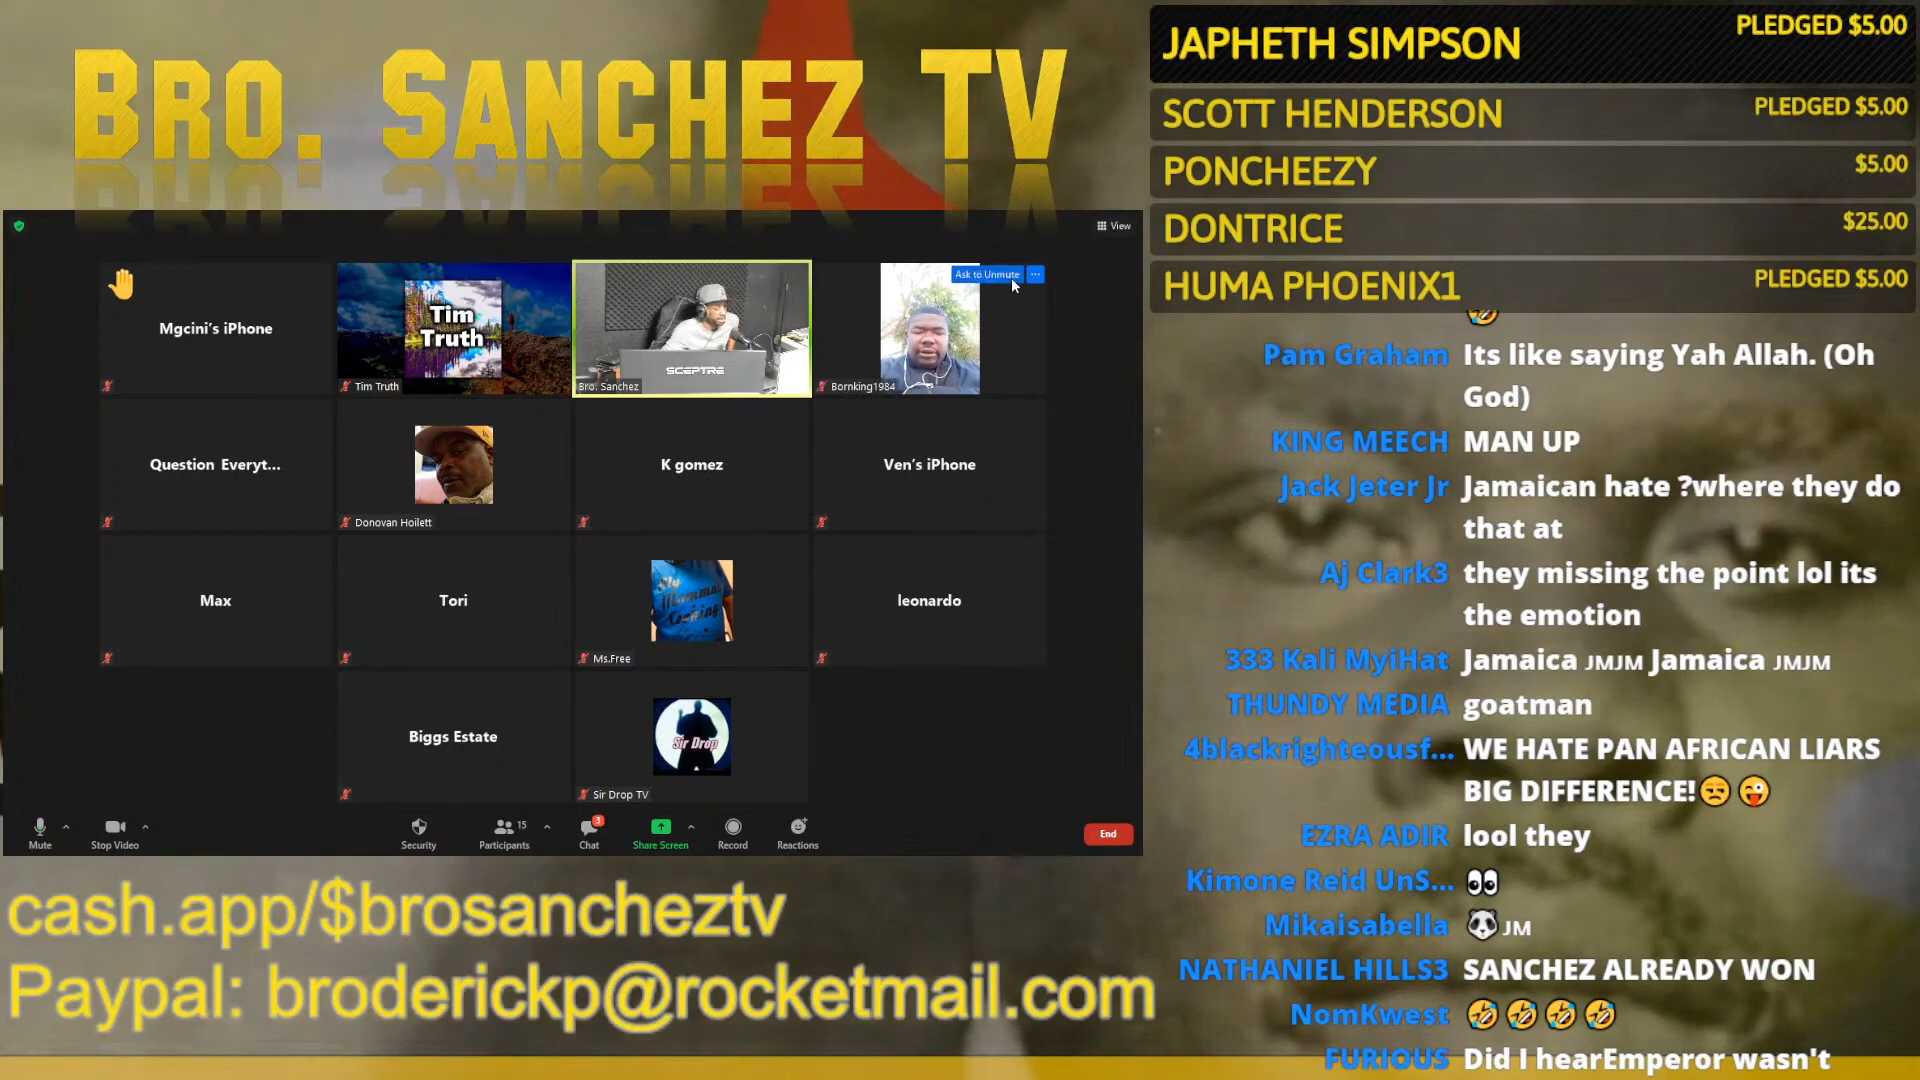 BRO. SANCHEZ TV
JAPHETH SIMPSON
PLEDGED $5.00
SCOTT HENDERSON
PLEDGED $5.00
PONCHEEZY
$5.00
DONTRICE
$25.00
HUMA PHOENIX1
PLEDGED $5.00
View
Mgcini's iPhone
Tim
Truth
Tim Truth
SCEPTRE
Bro. Sanchez
Ask to Unmute
Bornking1984
Question Everyt...
Donovan Hoilett
K gomez
Ven's iPhone
Max
Tori
My
Momma
Cooking
Ms.Free
leonardo
Biggs Estate
Sir Drop
Sir Drop TV
Mute
Stop Video
Security
15
Participants
3
Chat
Share Screen
Record
Reactions
End
cash.app/$brosancheztv
Paypal: broderickp@rocketmail.com
Pam Graham Its like saying Yah Allah. (Oh
God)
KING MEECH MAN UP
Jack Jeter Jr Jamaican hate ?where they do
that at
Aj Clark3 they missing the point lol its
the emotion
333 Kali MyiHat Jamaica JMJM Jamaica JMJM
THUNDY MEDIA goatman
4blackrighteousf... WE HATE PAN AFRICAN LIARS
BIG DIFFERENCE!😒😜
EZRA ADIR lool they
Kimone Reid UnS... 👀
Mikaisabella 🐼JM
NATHANIEL HILLS3 SANCHEZ ALREADY WON
NomKwest 🤣🤣🤣🤣
FURIOUS Did I hearEmperor wasn't